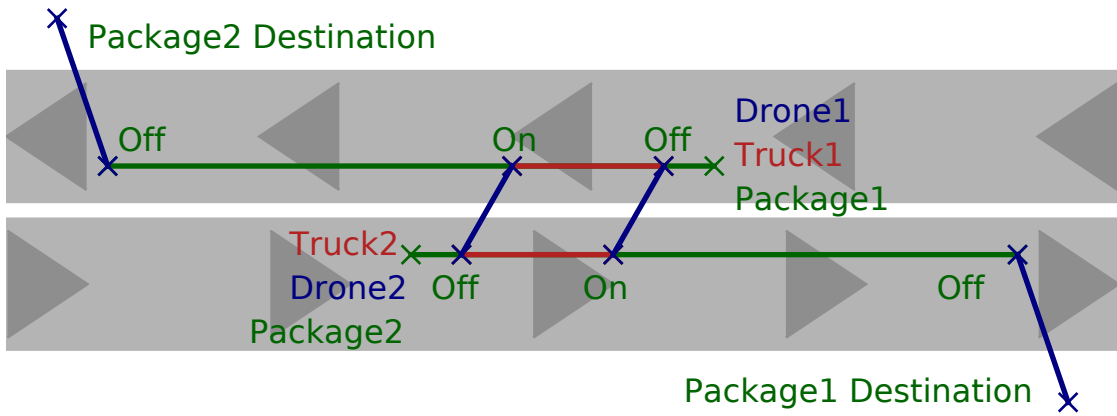 Package2 Destination
Off
On
Off
Drone1
Truck1
Package1
Truck2
Drone2
Package2
Off
On
Off
Package1 Destination